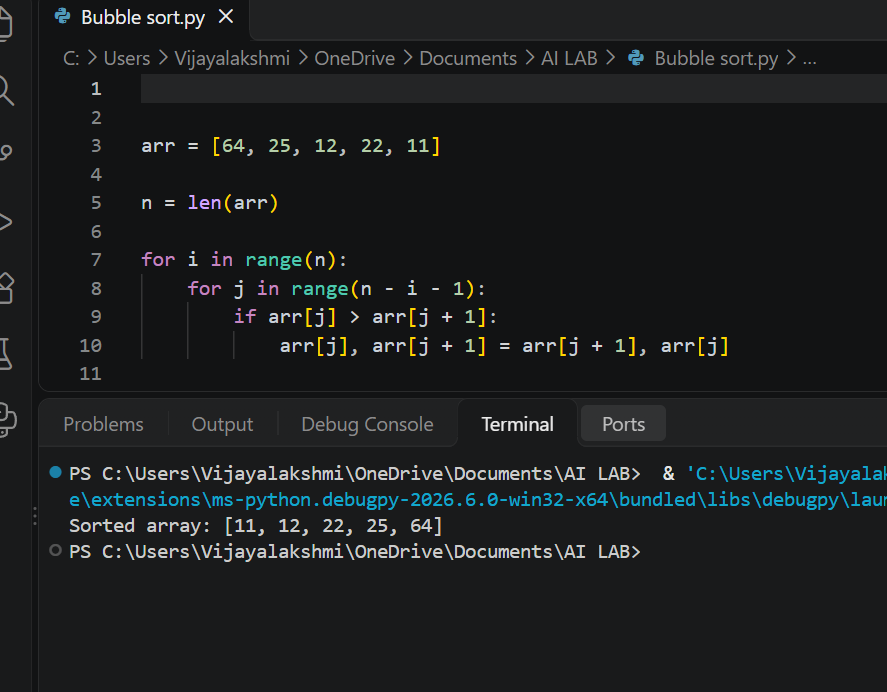 Bubble sort.py
C: > Users > Vijayalakshmi > OneDrive > Documents > AI LAB > Bubble sort.py > ...
1
2
3 arr = [64, 25, 12, 22, 11]
4
5 n = len(arr)
6
7 for i in range(n):
8     for j in range(n - i - 1):
9         if arr[j] > arr[j + 1]:
10             arr[j], arr[j + 1] = arr[j + 1], arr[j]
11
Problems Output Debug Console Terminal Ports
PS C:\Users\Vijayalakshmi\OneDrive\Documents\AI LAB>  & 'C:\Users\Vijayalak
e\extensions\ms-python.debugpy-2026.6.0-win32-x64\bundled\libs\debugpy\laun
Sorted array: [11, 12, 22, 25, 64]
PS C:\Users\Vijayalakshmi\OneDrive\Documents\AI LAB>